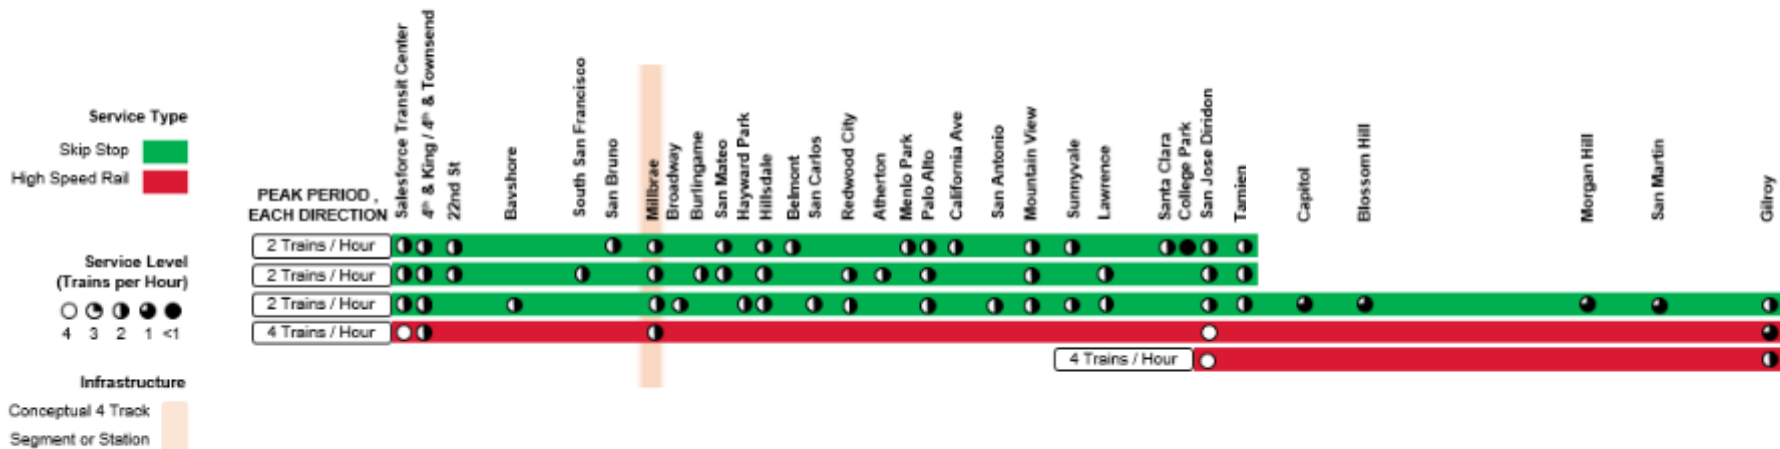 Service Type
Skip Stop
High Speed Rail
Service Level
(Trains per Hour)
4 3 2 1 <1
Infrastructure
Conceptual 4 Track
Segment or Station
PEAK PERIOD ,
EACH DIRECTION
Salesforce Transit Center
4th & King / 4th & Townsend
22nd St
Bayshore
South San Francisco
San Bruno
Millbrae
Broadway
Burlingame
San Mateo
Hayward Park
Hillsdale
Belmont
San Carlos
Redwood City
Atherton
Menlo Park
Palo Alto
California Ave
San Antonio
Mountain View
Sunnyvale
Lawrence
Santa Clara
College Park
San Jose Diridon
Tamien
Capitol
Blossom Hill
Morgan Hill
San Martin
Gilroy
2 Trains / Hour
2 Trains / Hour
2 Trains / Hour
4 Trains / Hour
4 Trains / Hour